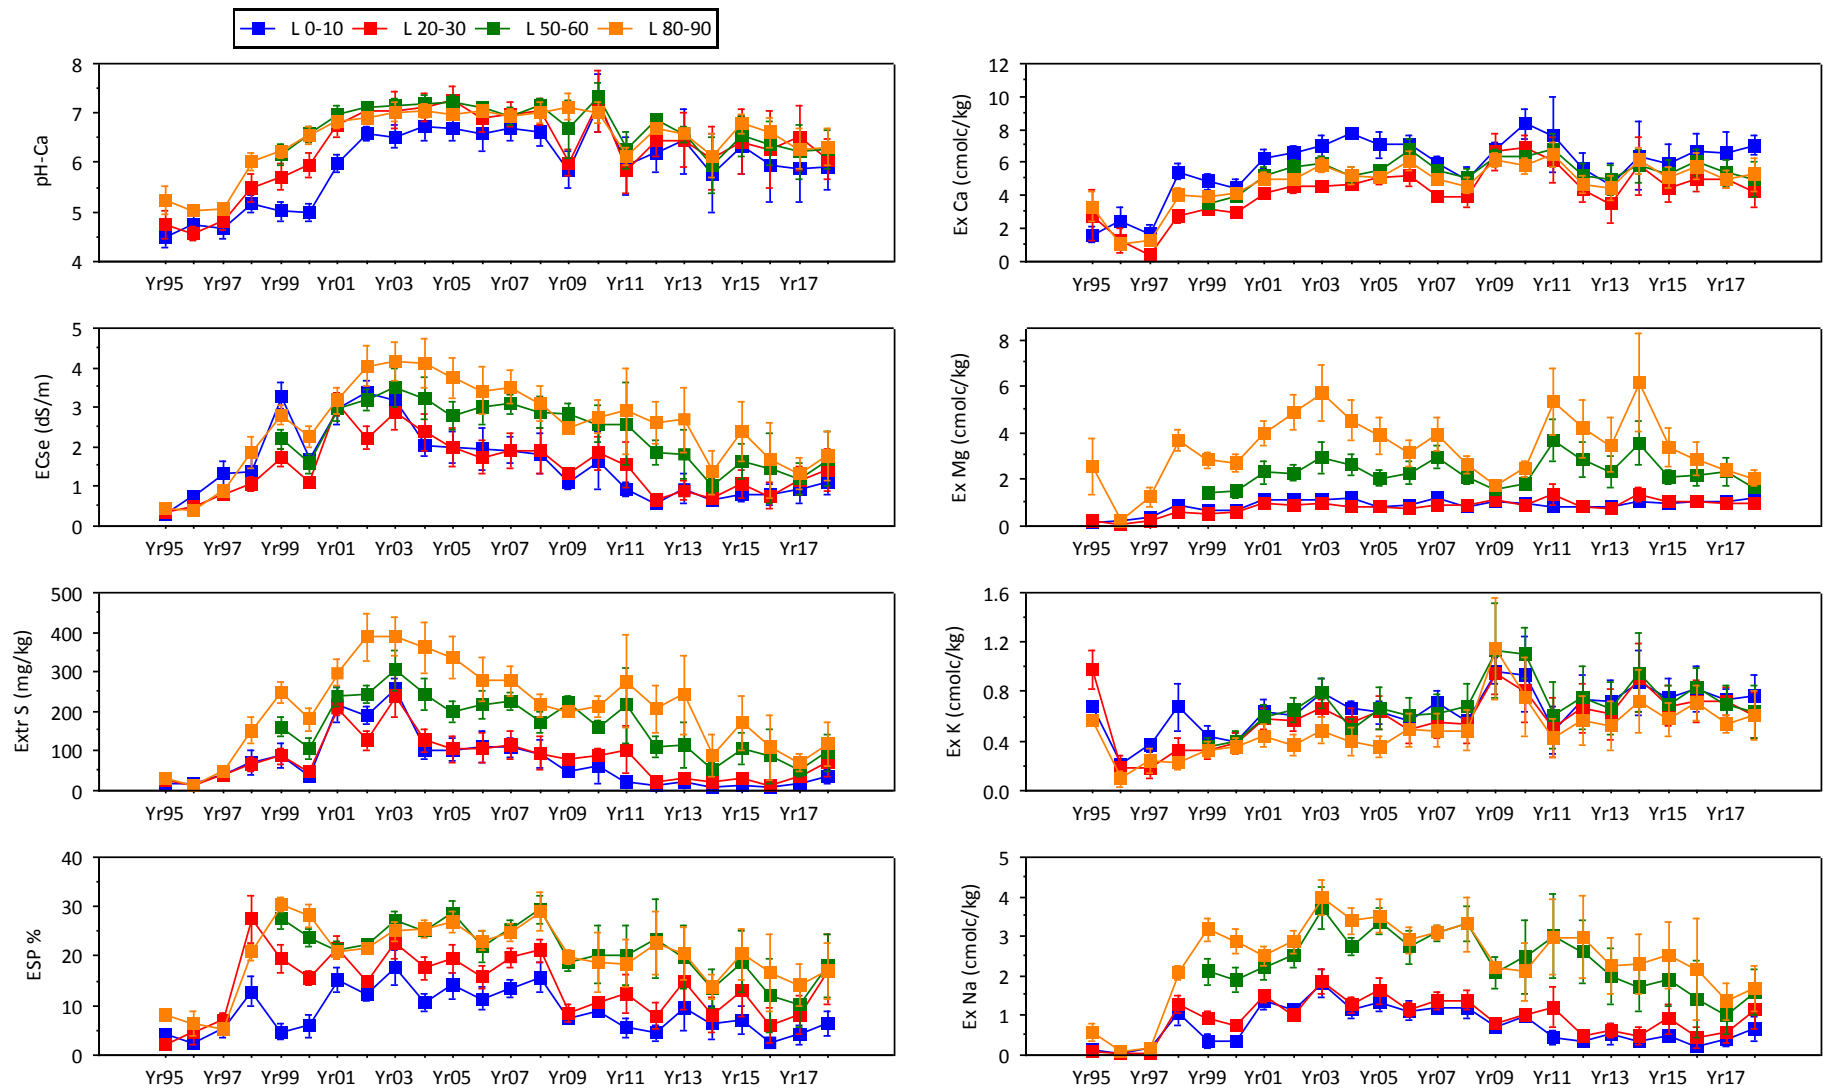 L 0-10 L 20-30 L 50-60 L 80-90
pH-Ca
8
7
6
5
4
Yr95 Yr97 Yr99 Yr01 Yr03 Yr05 Yr07 Yr09 Yr11 Yr13 Yr15 Yr17
Ex Ca (cmolc/kg)
12
10
8
6
4
2
0
Yr95 Yr97 Yr99 Yr01 Yr03 Yr05 Yr07 Yr09 Yr11 Yr13 Yr15 Yr17
ECse (dS/m)
5
4
3
2
1
0
Yr95 Yr97 Yr99 Yr01 Yr03 Yr05 Yr07 Yr09 Yr11 Yr13 Yr15 Yr17
Ex Mg (cmolc/kg)
8
6
4
2
0
Yr95 Yr97 Yr99 Yr01 Yr03 Yr05 Yr07 Yr09 Yr11 Yr13 Yr15 Yr17
Extr S (mg/kg)
500
400
300
200
100
0
Yr95 Yr97 Yr99 Yr01 Yr03 Yr05 Yr07 Yr09 Yr11 Yr13 Yr15 Yr17
Ex K (cmolc/kg)
1.6
1.2
0.8
0.4
0.0
Yr95 Yr97 Yr99 Yr01 Yr03 Yr05 Yr07 Yr09 Yr11 Yr13 Yr15 Yr17
ESP %
40
30
20
10
0
Yr95 Yr97 Yr99 Yr01 Yr03 Yr05 Yr07 Yr09 Yr11 Yr13 Yr15 Yr17
Ex Na (cmolc/kg)
5
4
3
2
1
0
Yr95 Yr97 Yr99 Yr01 Yr03 Yr05 Yr07 Yr09 Yr11 Yr13 Yr15 Yr17